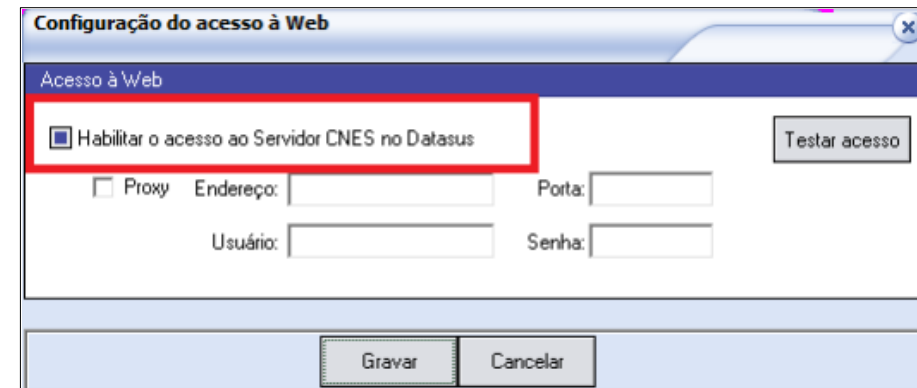 Configuração do acesso à Web
Acesso à Web
Habilitar o acesso ao Servidor CNES no Datasus
Testar acesso
Proxy Endereço: Porta:
Usuário: Senha:
Gravar Cancelar